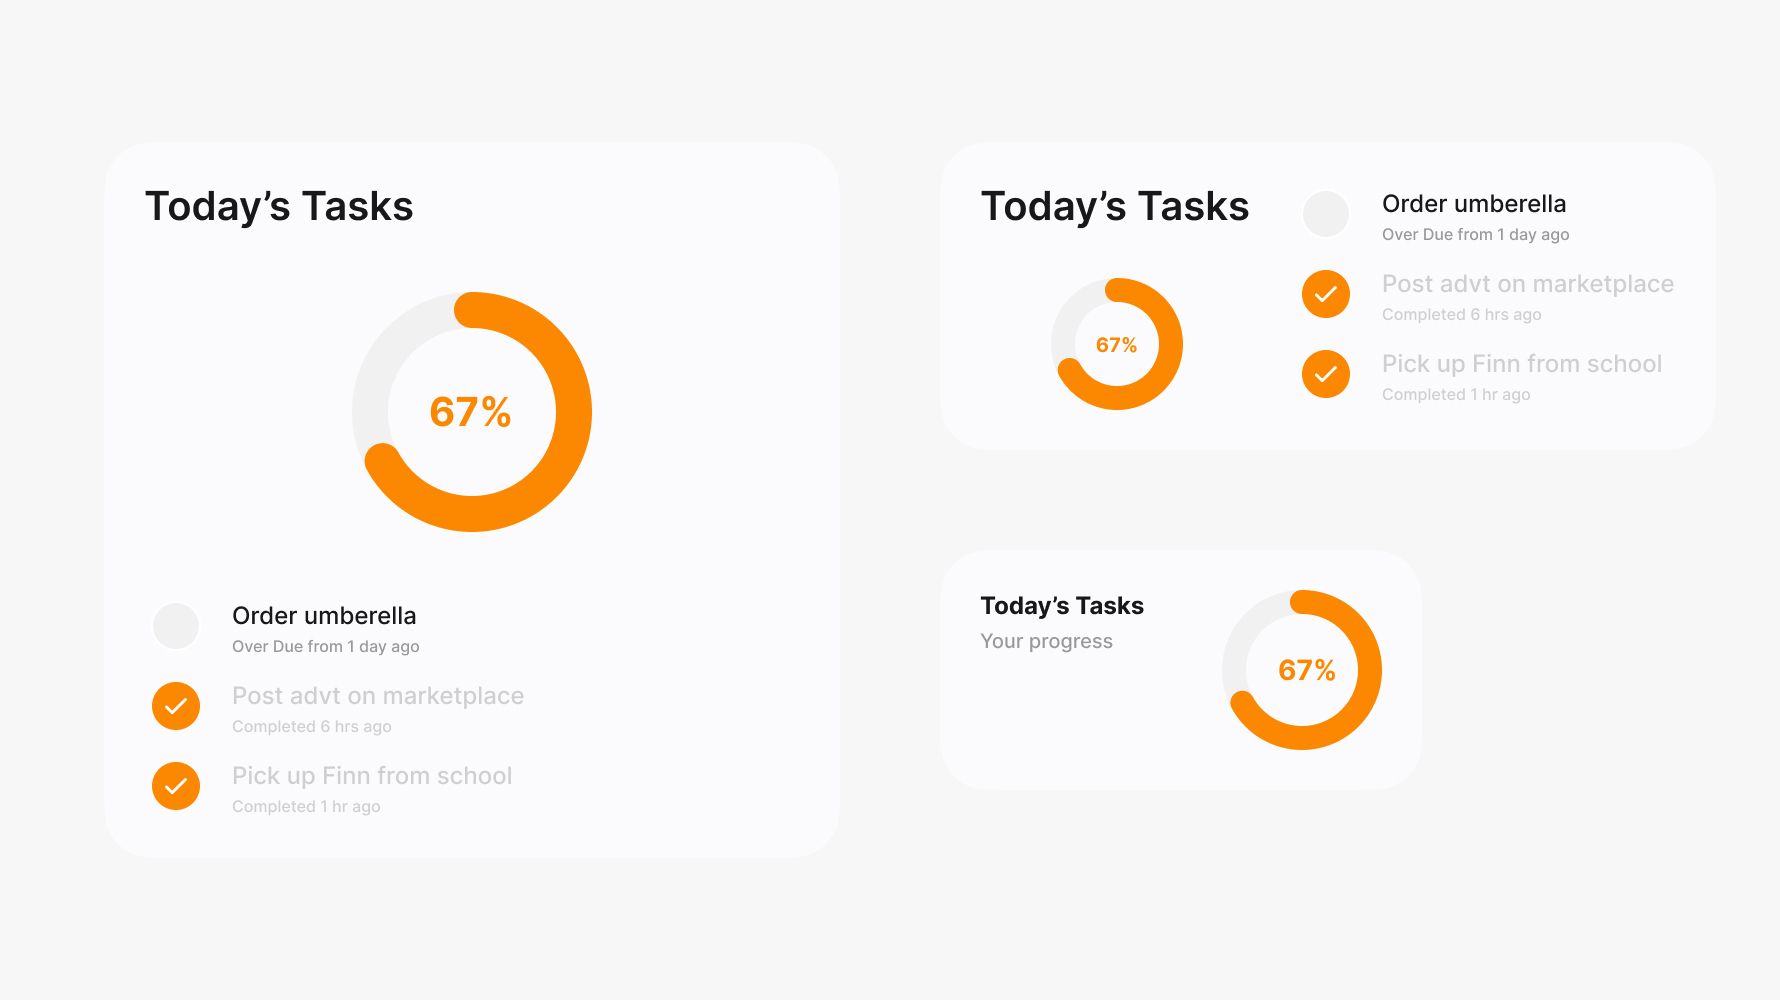 Today’s Tasks
67%
Order umberella
Over Due from 1 day ago
Post advt on marketplace
Completed 6 hrs ago
Pick up Finn from school
Completed 1 hr ago
Today’s Tasks
67%
Order umberella
Over Due from 1 day ago
Post advt on marketplace
Completed 6 hrs ago
Pick up Finn from school
Completed 1 hr ago
Today’s Tasks
Your progress
67%